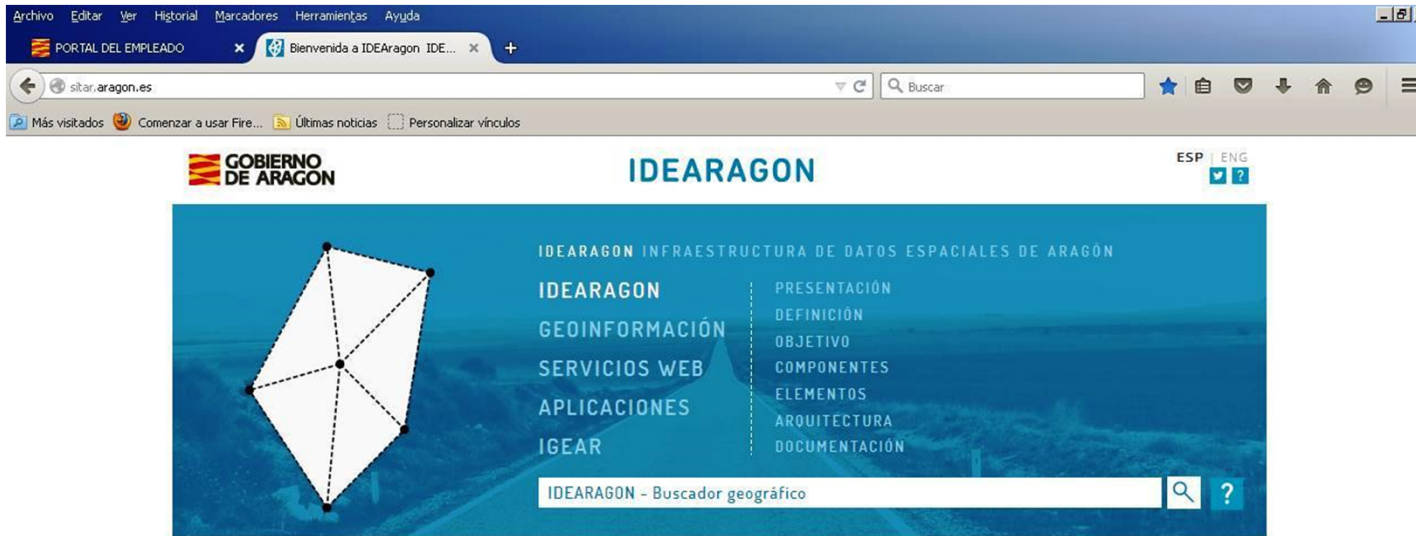 Archivo Editar Ver Historial Marcadores Herramientas Ayuda
PORTAL DEL EMPLEADO × Bienvenida a IDEAragon IDE... × +
sitar.aragon.es Buscar
Más visitados Comenzar a usar Fire... Últimas noticias Personalizar vínculos
GOBIERNO
DE ARAGON
IDEARAGON
ESP | ENG
?
IDEARAGON INFRAESTRUCTURA DE DATOS ESPACIALES DE ARAGÓN
IDEARAGON
GEOINFORMACIÓN
SERVICIOS WEB
APLICACIONES
IGEAR
PRESENTACIÓN
DEFINICIÓN
OBJETIVO
COMPONENTES
ELEMENTOS
ARQUITECTURA
DOCUMENTACIÓN
IDEARAGON - Buscador geográfico
?